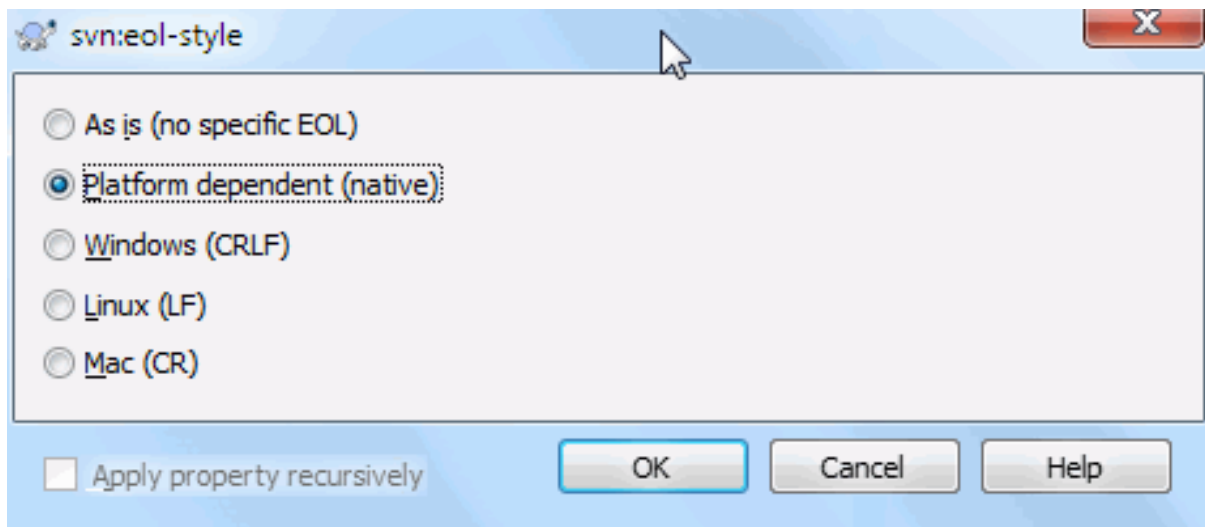 svn:eol-style
As is (no specific EOL)
Platform dependent (native)
Windows (CRLF)
Linux (LF)
Mac (CR)
Apply property recursively OK Cancel Help